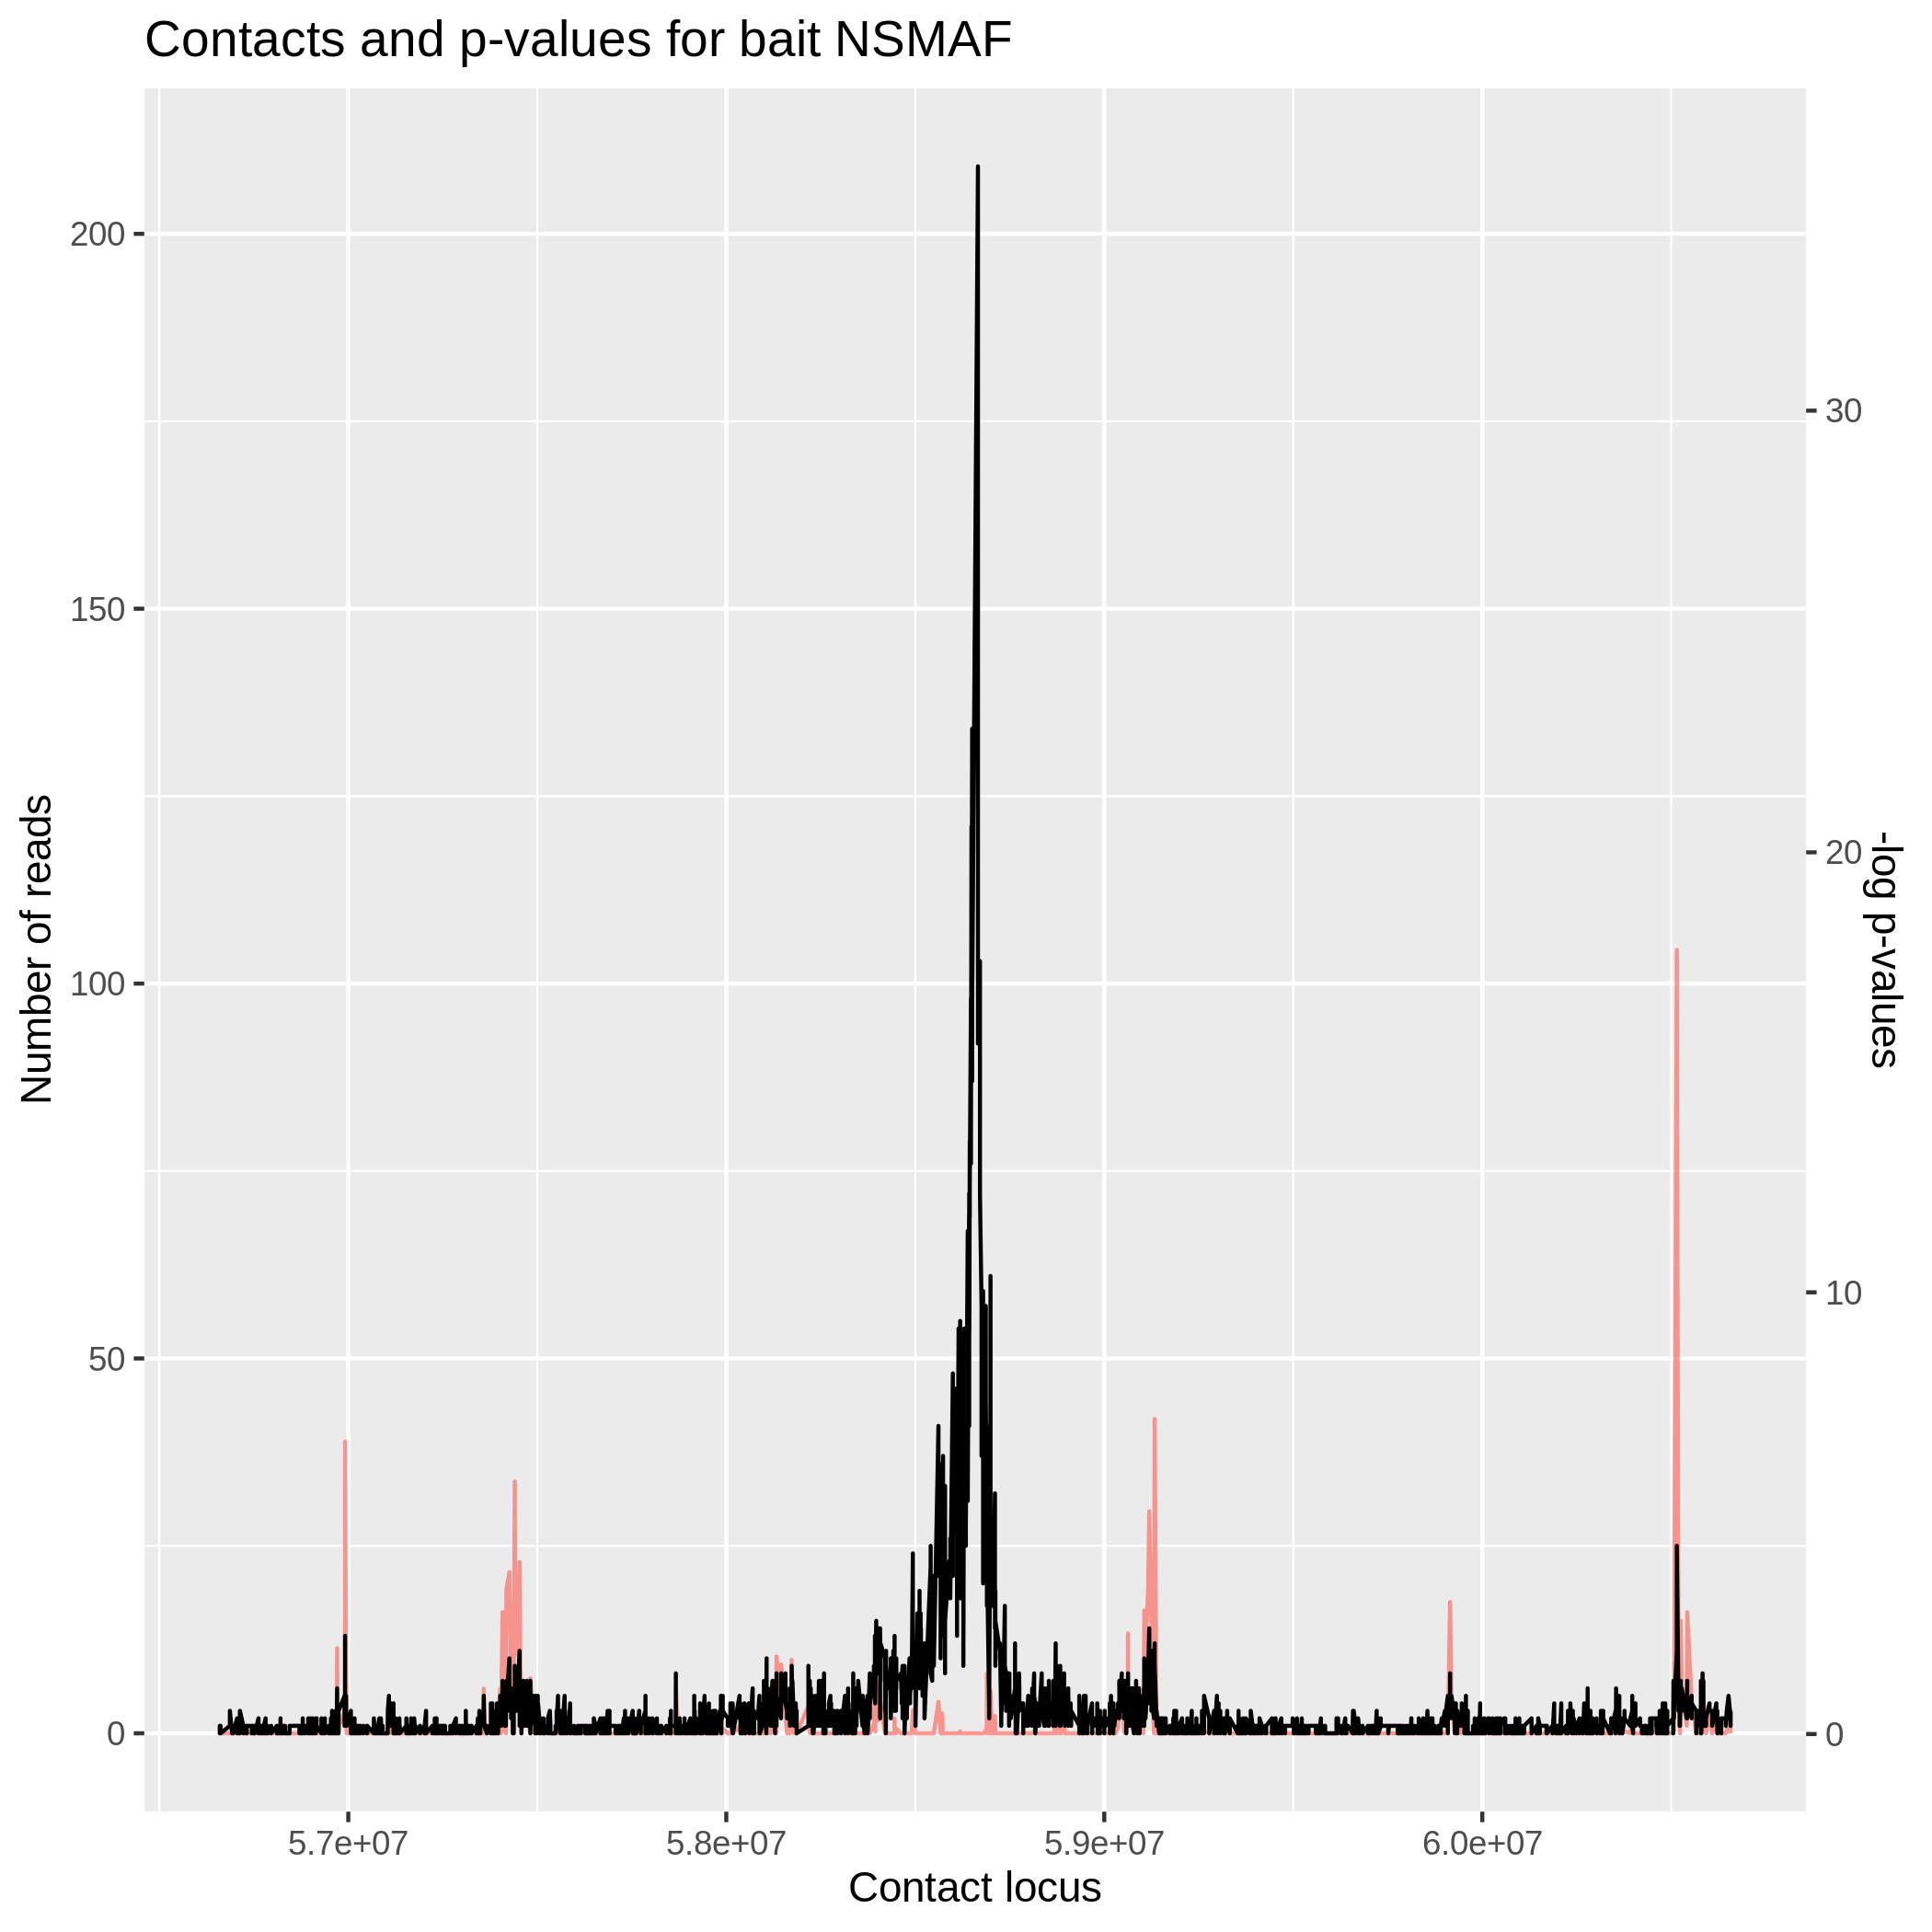 Contacts and p-values for bait NSMAF
200
150
100
50
0
Number of reads
30
20
10
0
-log p-values
5.7e+07
5.8e+07
5.9e+07
6.0e+07
Contact locus